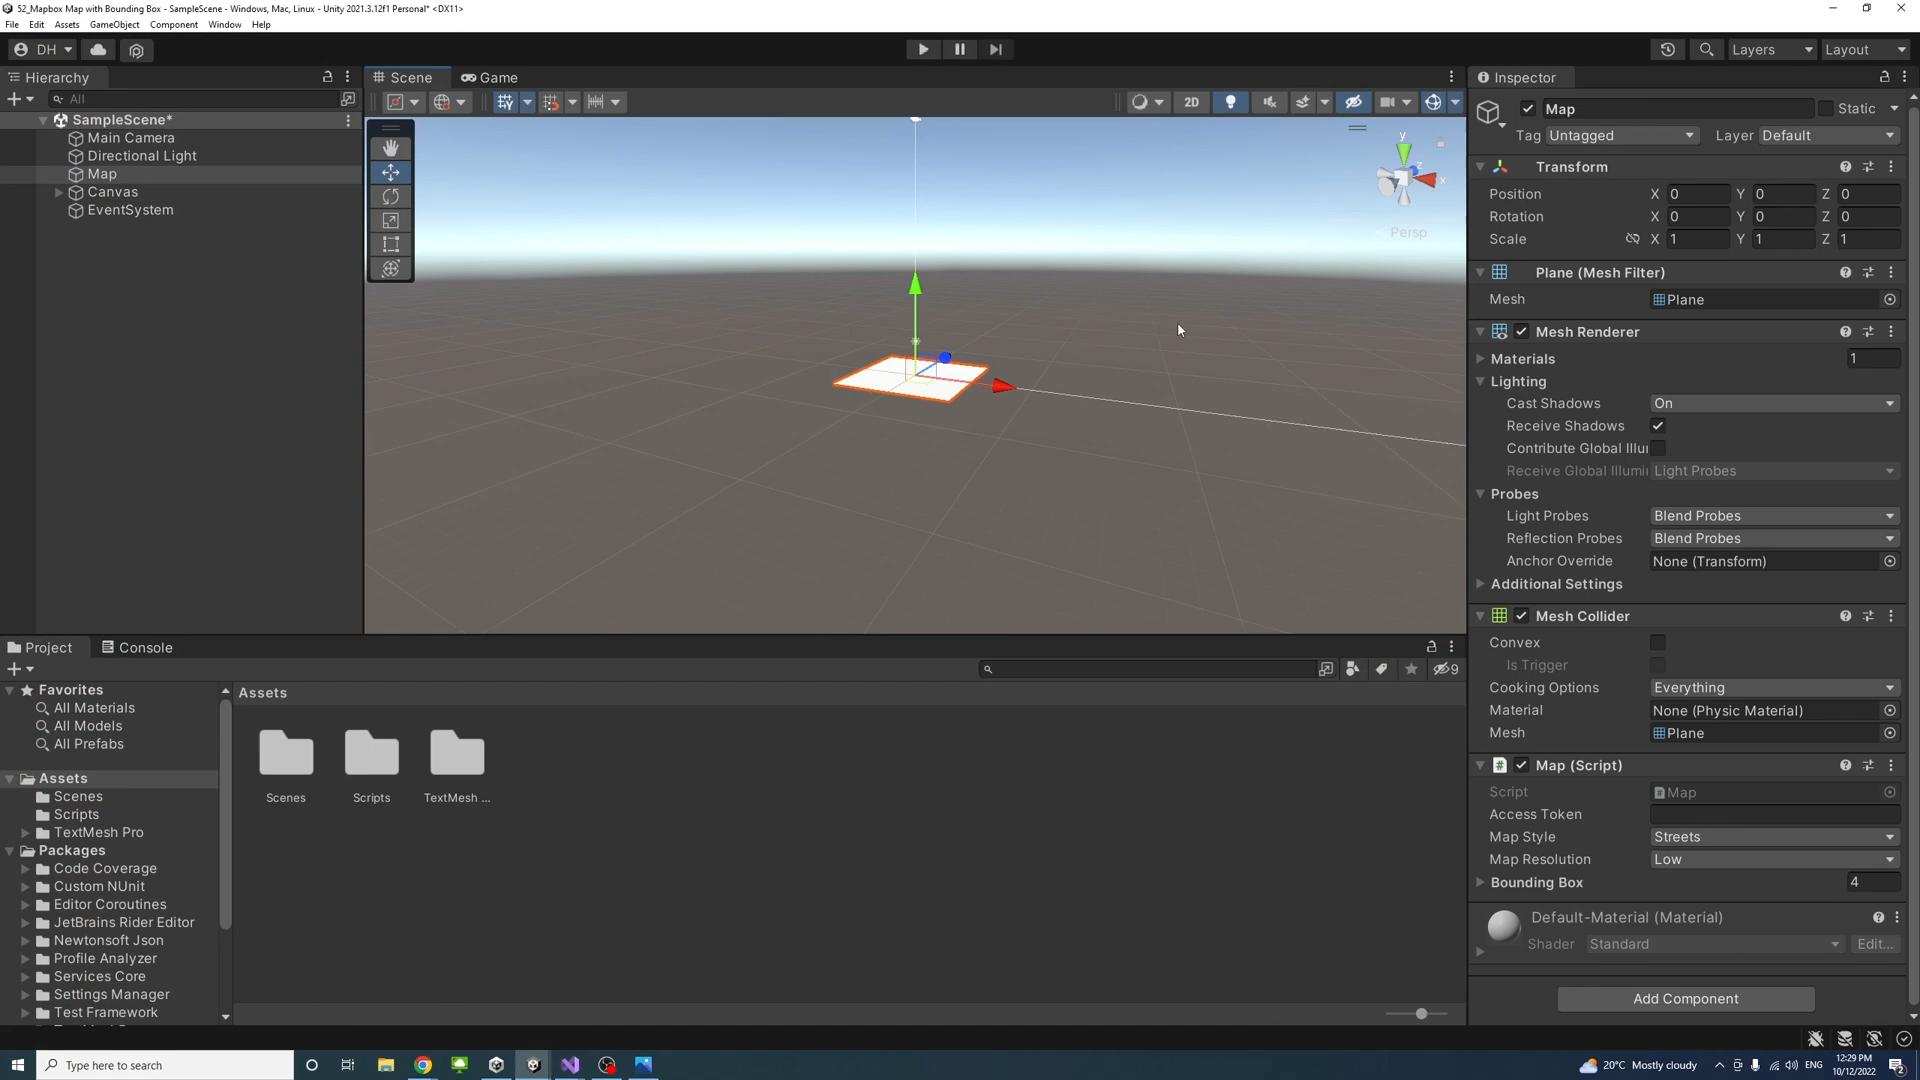 52_Mapbox Map with Bounding Box - SampleScene - Windows, Mac, Linux - Unity 2021.3.12f1 Personal* <DX11>
File Edit Assets GameObject Component Window Help
DH
Layers
Layout
Hierarchy
All
SampleScene*
Main Camera
Directional Light
Map
Canvas
EventSystem
Scene
Game
2D
y
z
x
Persp
Inspector
Map
Static
Tag Untagged Layer Default
Transform
Position X 0 Y 0 Z 0
Rotation X 0 Y 0 Z 0
Scale X 1 Y 1 Z 1
Plane (Mesh Filter)
Mesh Plane
Mesh Renderer
Materials 1
Lighting
Cast Shadows On
Receive Shadows
Contribute Global Illu
Receive Global Illumi Light Probes
Probes
Light Probes Blend Probes
Reflection Probes Blend Probes
Anchor Override None (Transform)
Additional Settings
Mesh Collider
Convex
Is Trigger
Cooking Options Everything
Material None (Physic Material)
Mesh Plane
Map (Script)
Script Map
Access Token
Map Style Streets
Map Resolution Low
Bounding Box 4
Default-Material (Material)
Shader Standard Edit...
Add Component
Project
Console
9
Favorites
All Materials
All Models
All Prefabs
Assets
Scenes
Scripts
TextMesh Pro
Packages
Code Coverage
Custom NUnit
Editor Coroutines
JetBrains Rider Editor
Newtonsoft Json
Profile Analyzer
Services Core
Settings Manager
Test Framework
Assets
Scenes
Scripts
TextMesh ...
Type here to search
20°C Mostly cloudy
ENG
12:29 PM
10/12/2022
2